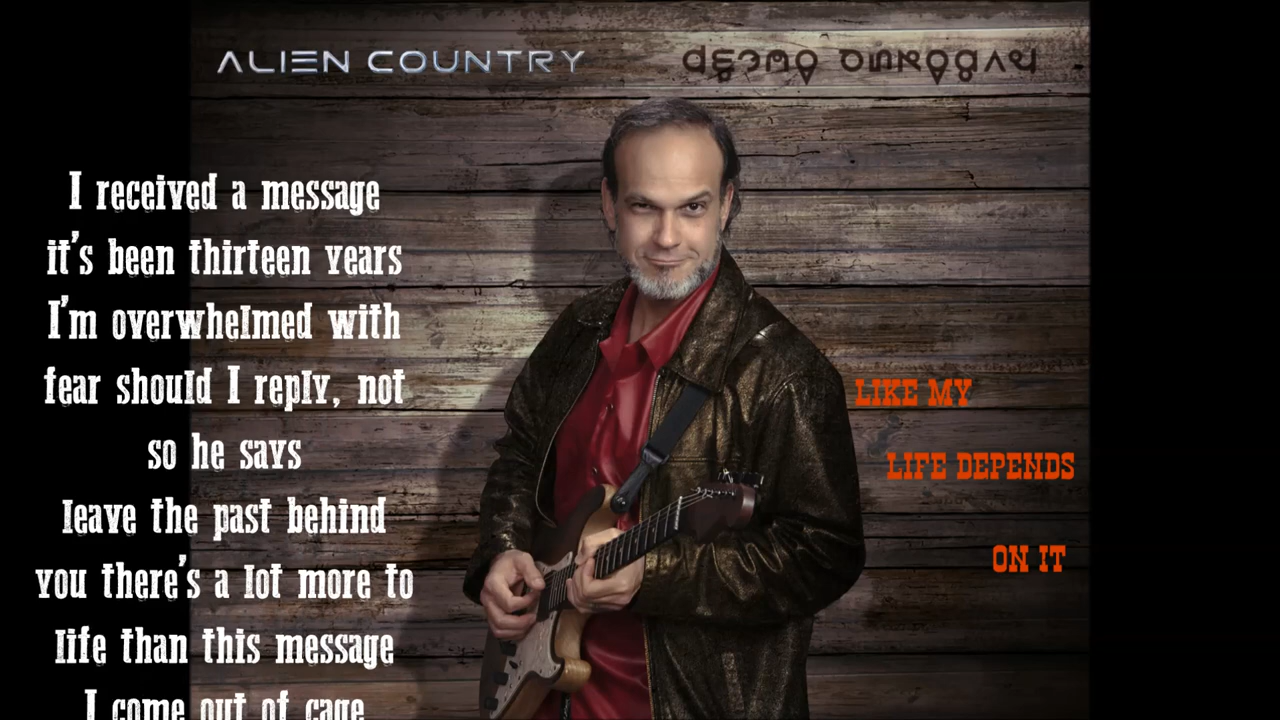 ALIEN COUNTRY
I received a message
it's been thirteen years
I'm overwhelmed with
fear should I reply, not
so he says
leave the past behind
you there's a lot more to
life than this message
I come out of cage
LIKE MY
LIFE DEPENDS
ON IT